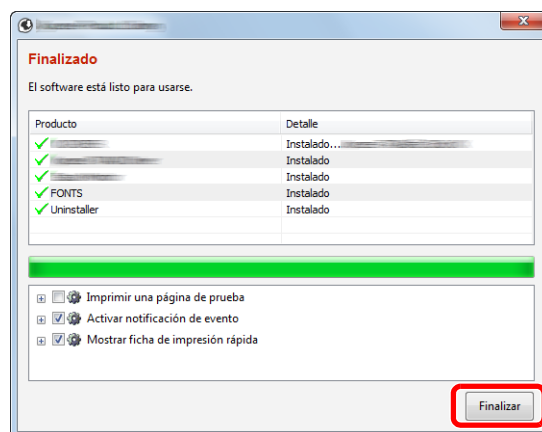 Finalizado
El software está listo para usarse.
Producto Detalle
Instalado...
Instalado
Instalado
FONTS Instalado
Uninstaller Instalado
Imprimir una página de prueba
Activar notificación de evento
Mostrar ficha de impresión rápida
Finalizar